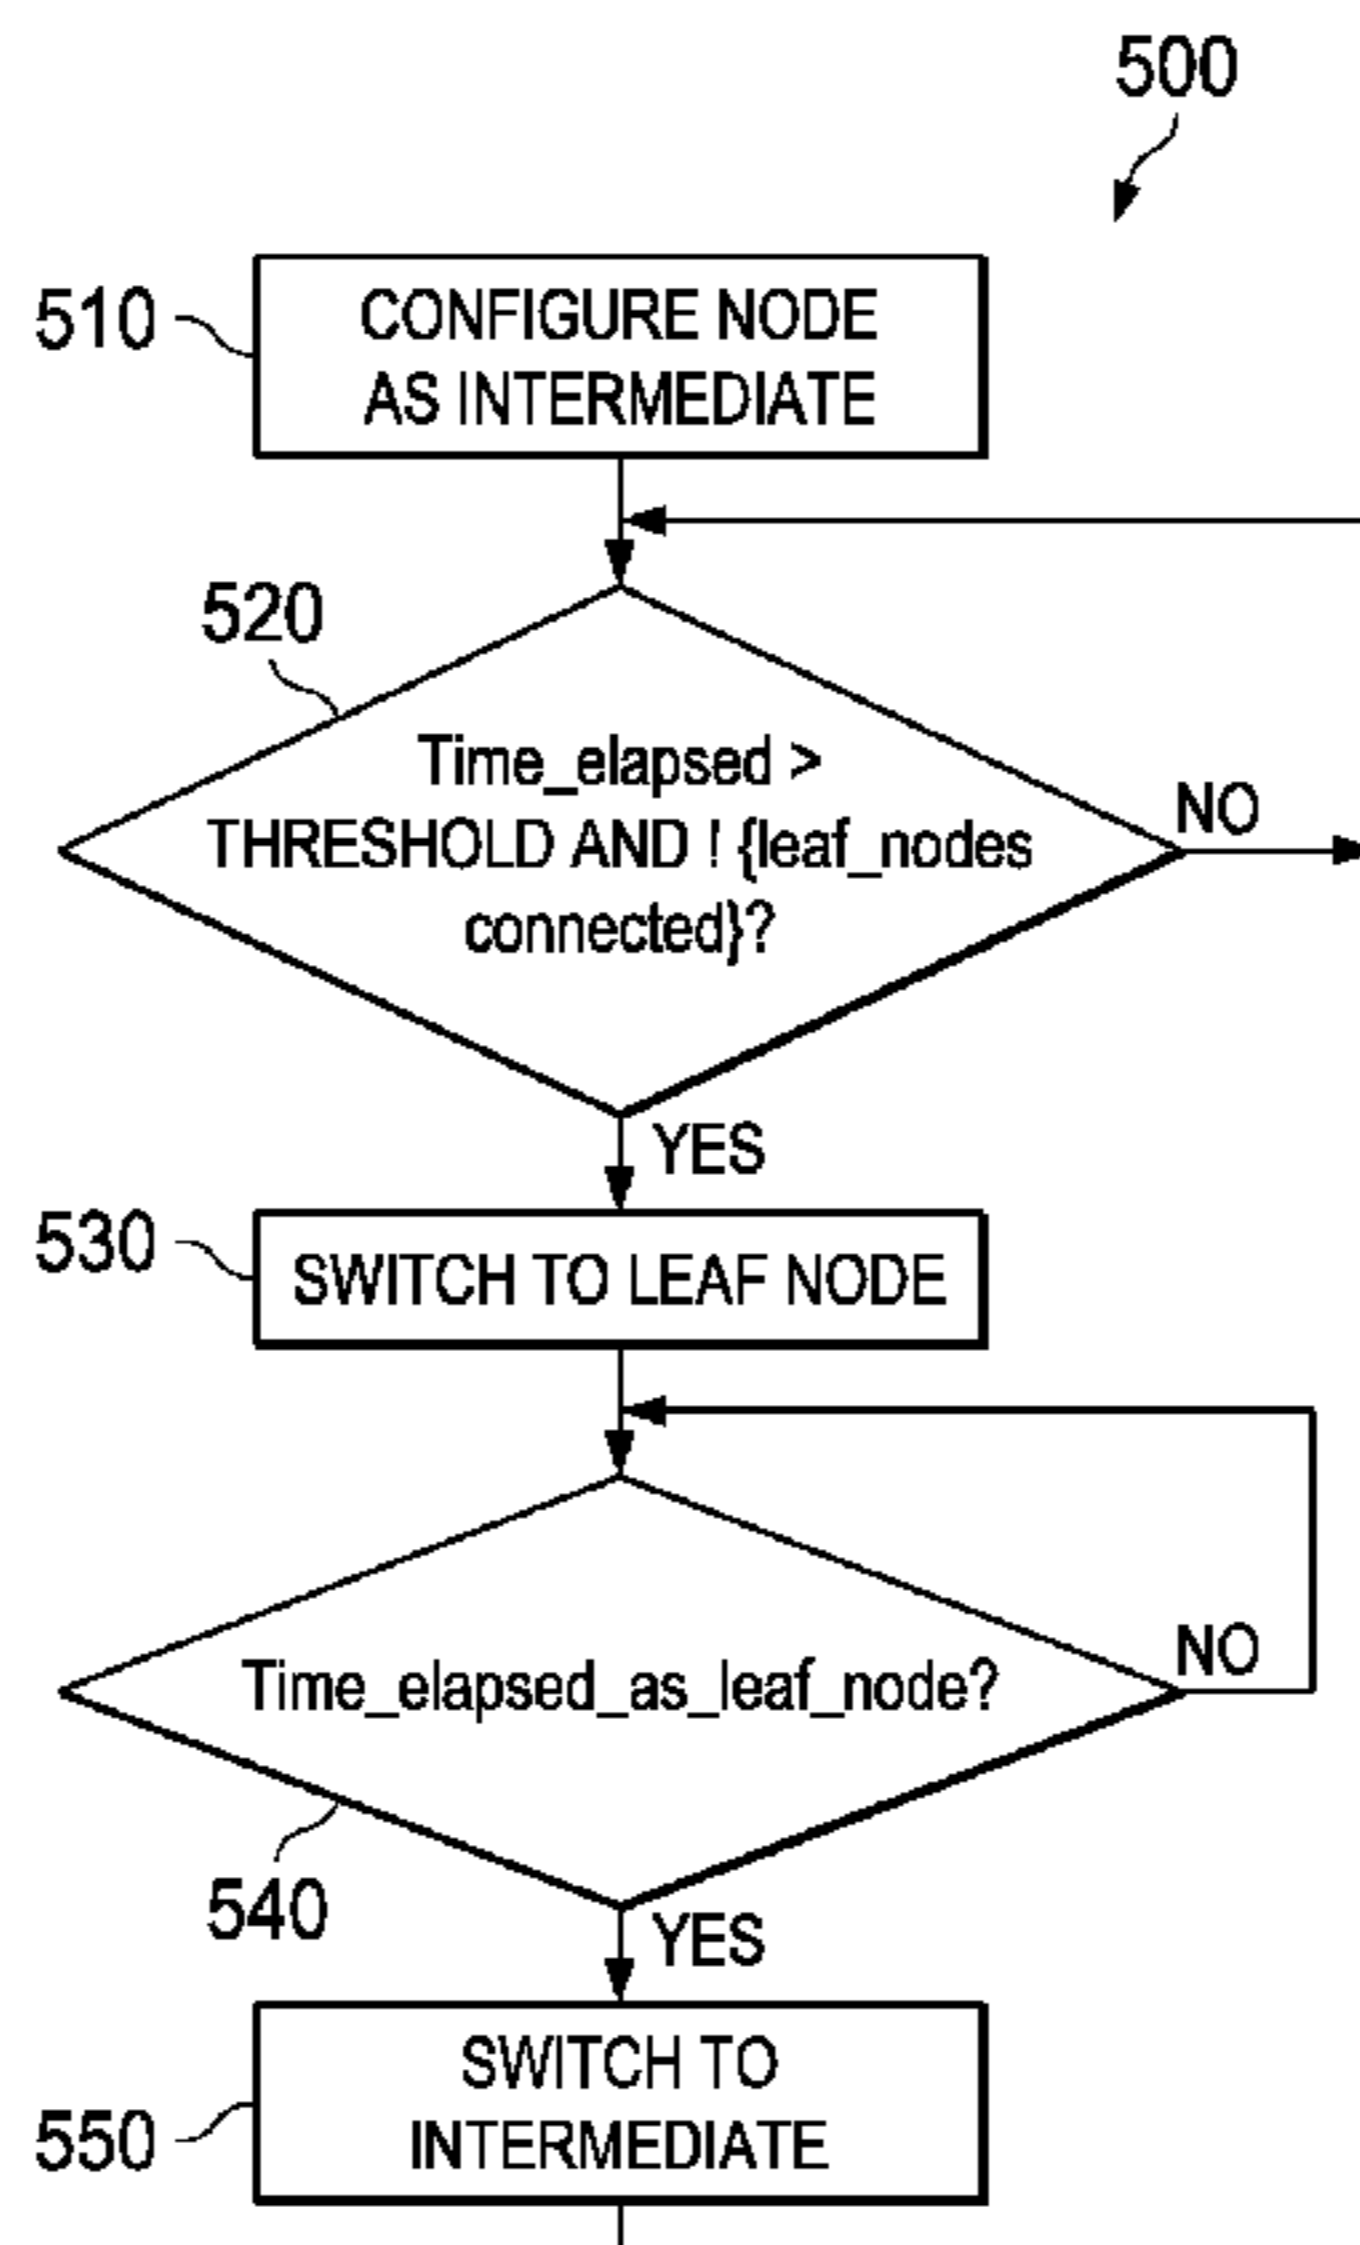 500
510
CONFIGURE NODE
AS INTERMEDIATE
520
Time_elapsed >
THRESHOLD AND ! {leaf_nodes
connected}?
NO
YES
530
SWITCH TO LEAF NODE
Time_elapsed_as_leaf_node?
NO
540
YES
550
SWITCH TO
INTERMEDIATE